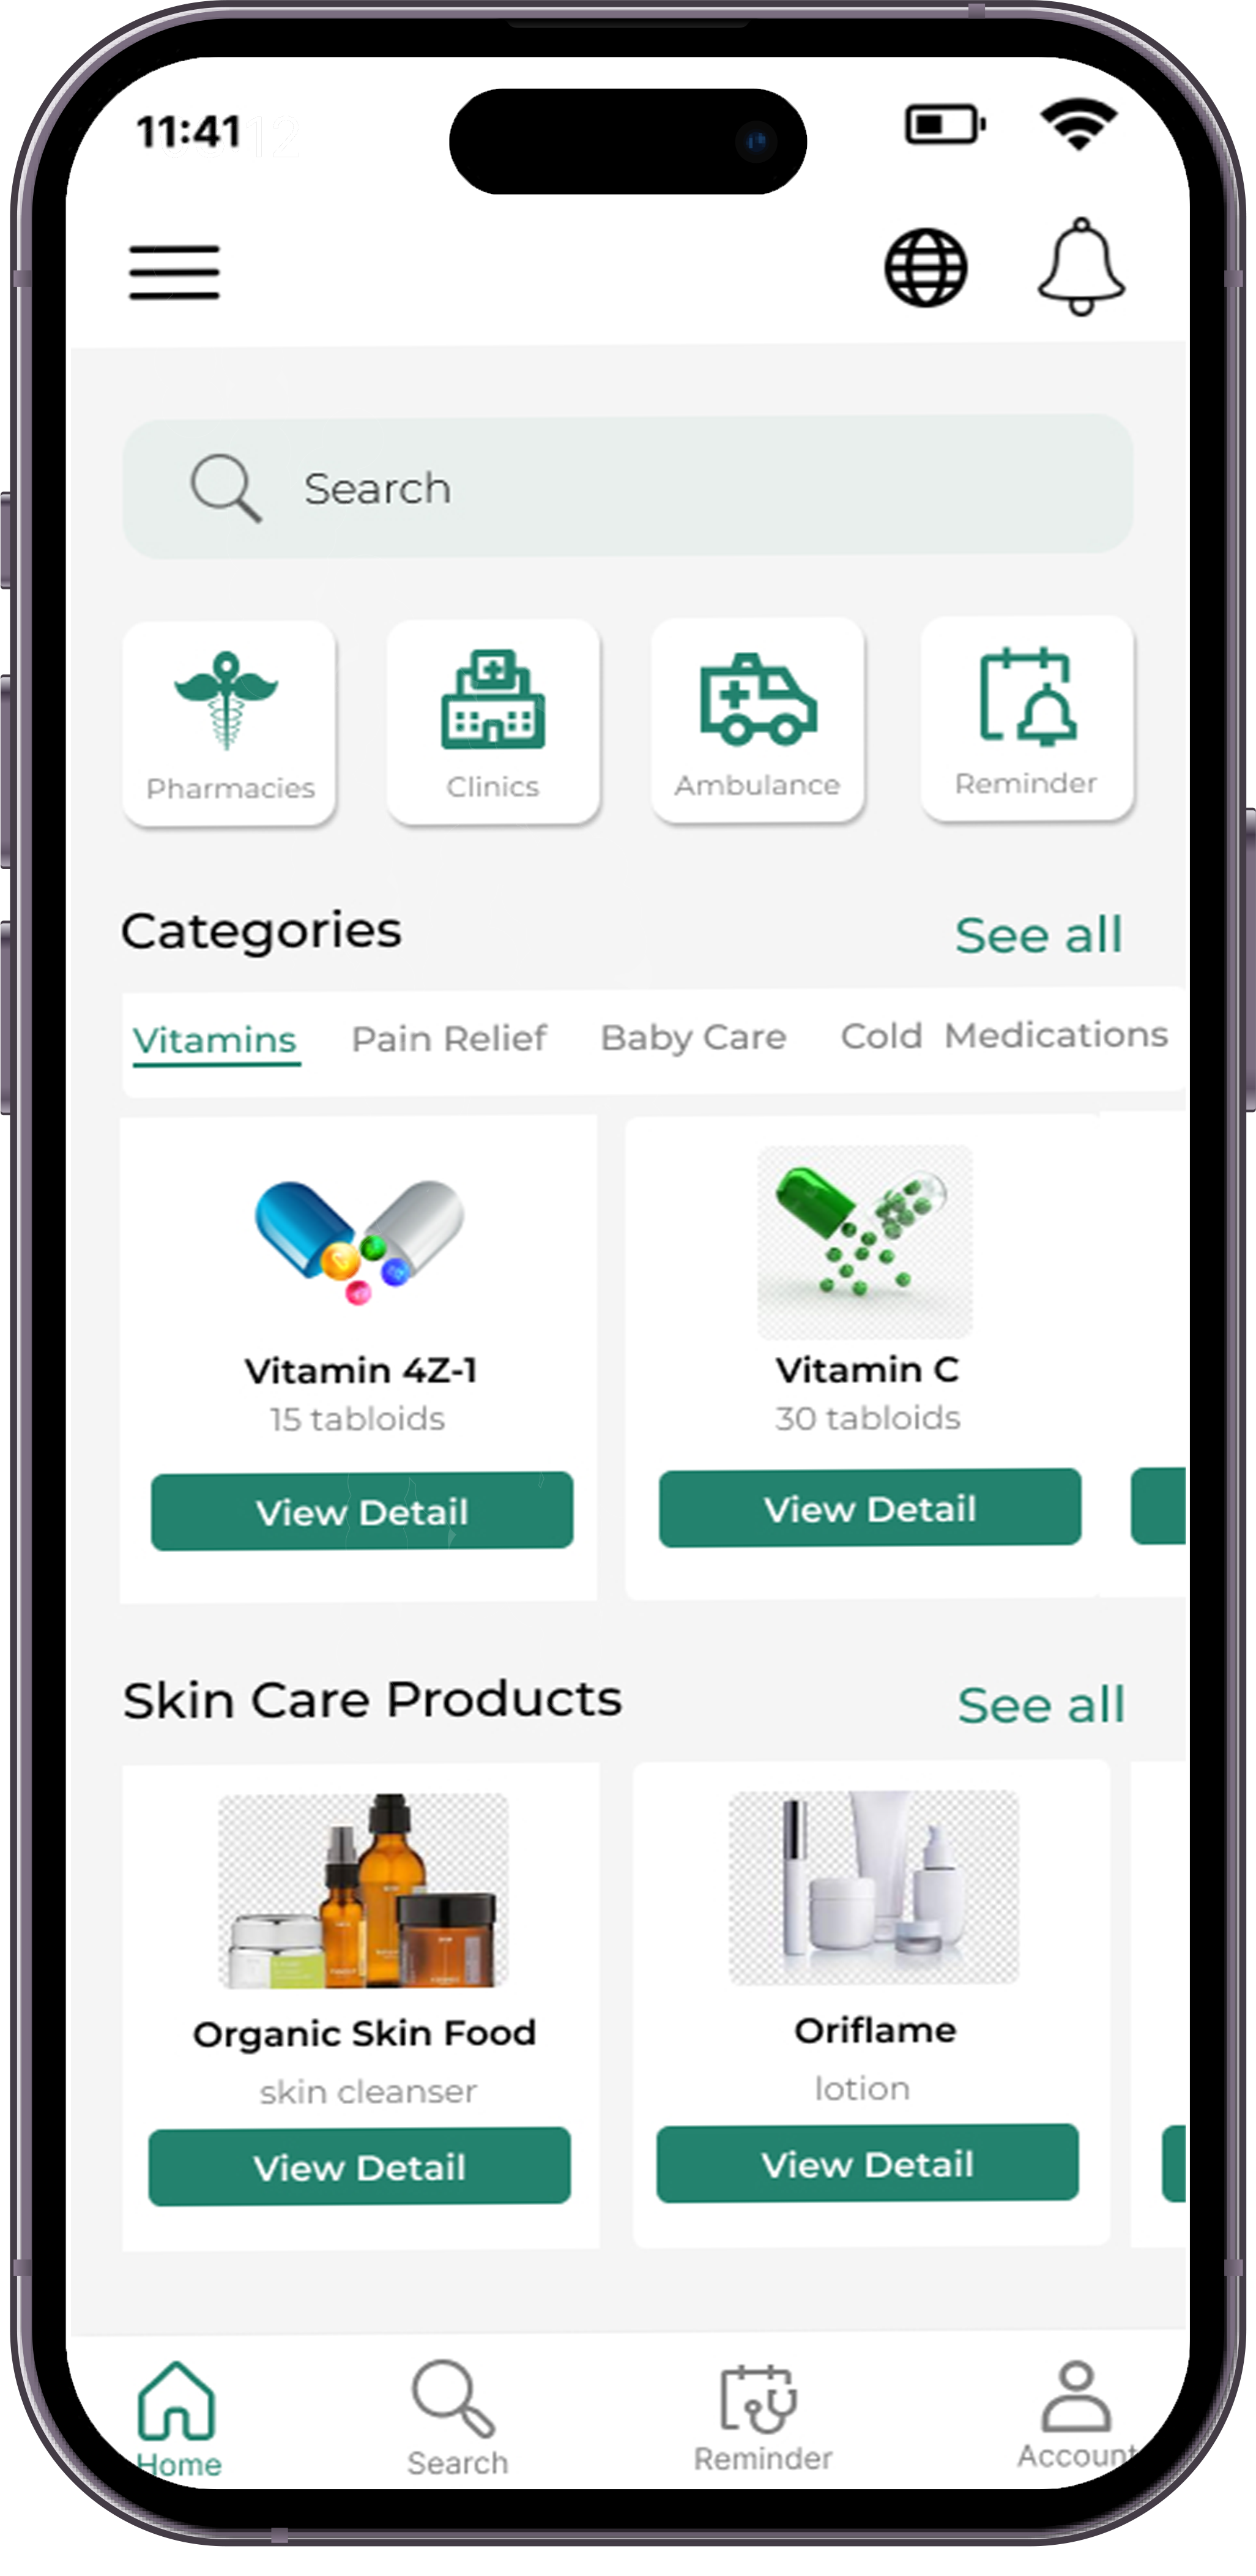 11:41
Search
Pharmacies Clinics Ambulance Reminder
Categories See all
Vitamins Pain Relief Baby Care Cold Medications
Vitamin 4Z-1 Vitamin C
15 tabloids 30 tabloids
View Detail View Detail
Skin Care Products See all
Organic Skin Food Oriflame
skin cleanser lotion
View Detail View Detail
Home Search Reminder Account